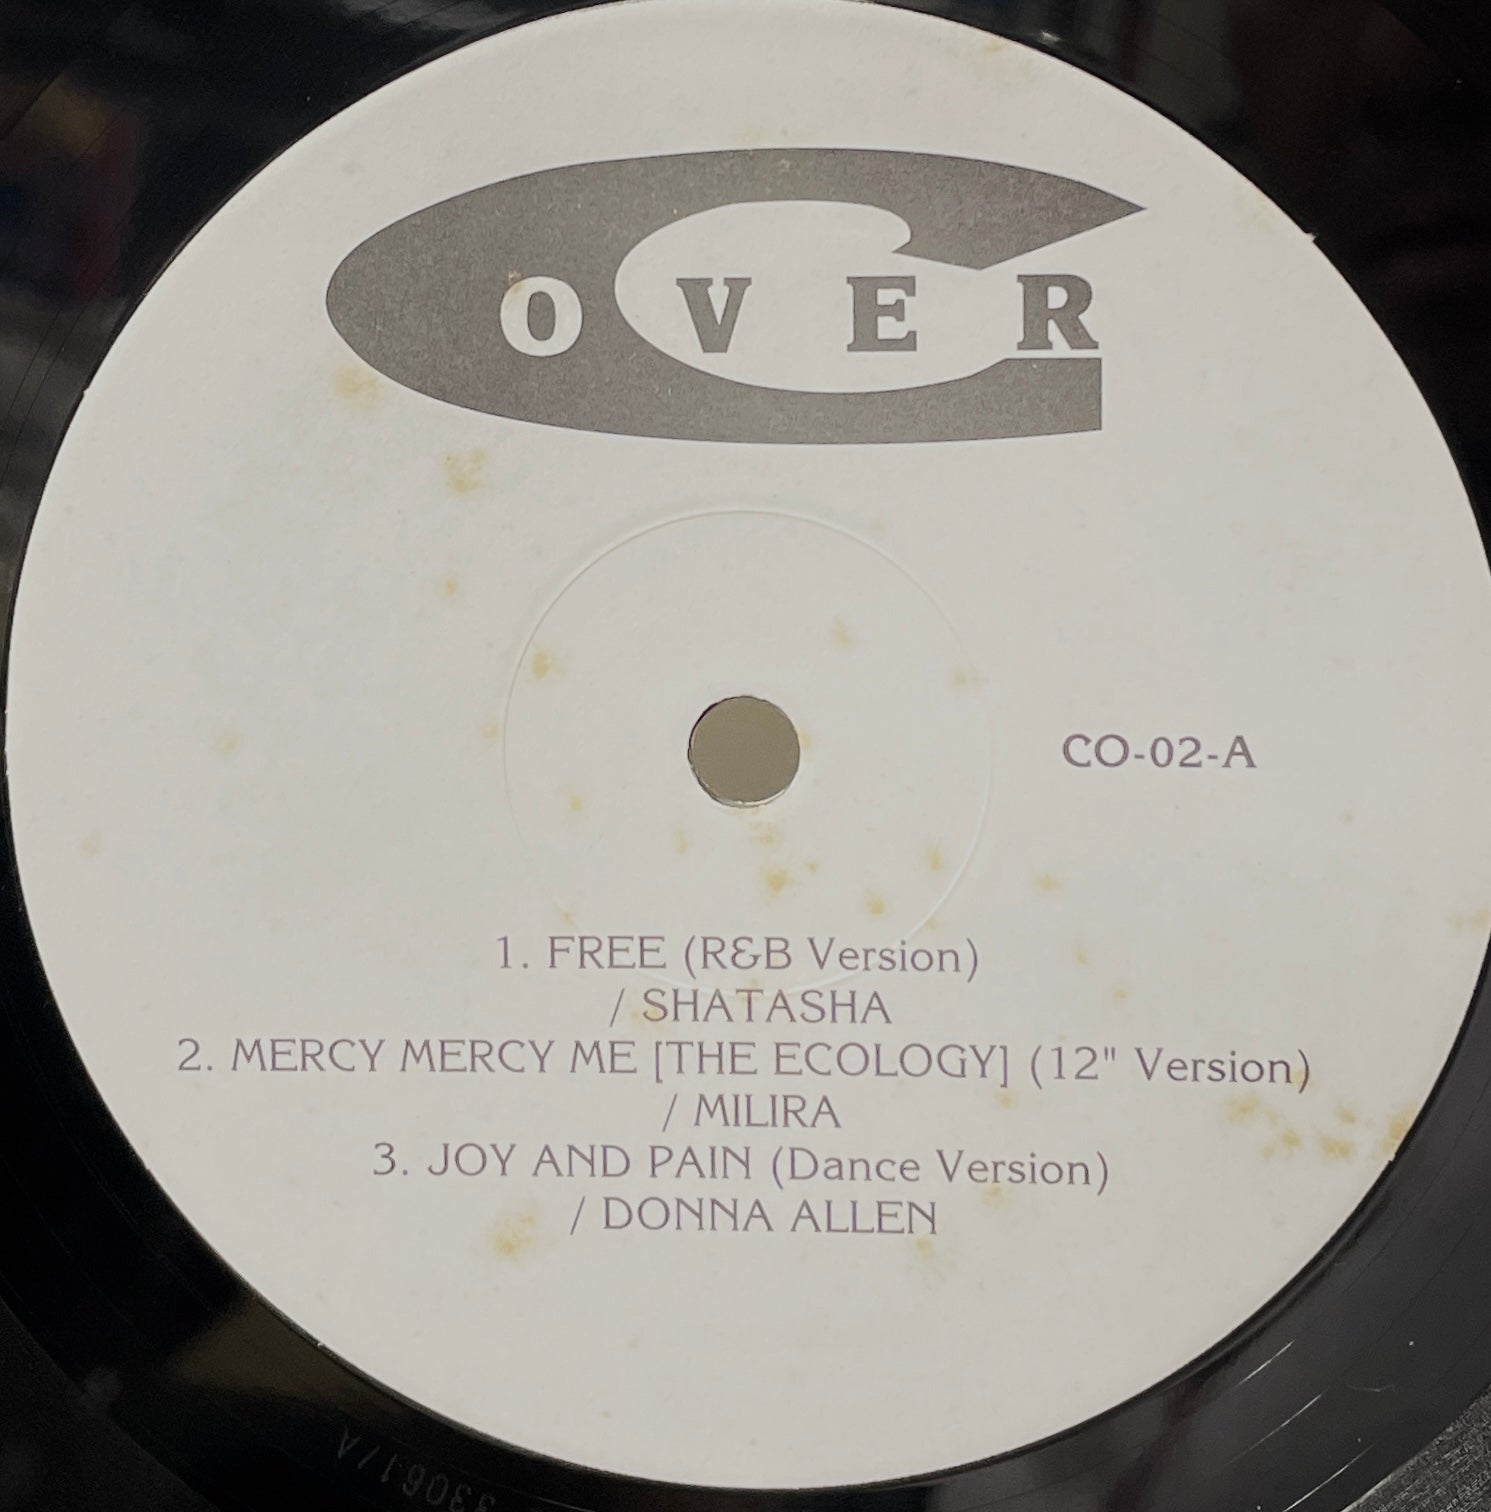 COVER
CO-02-A
1. FREE (R&B Version)
/ SHATASHA
2. MERCY MERCY ME [THE ECOLOGY] (12" Version)
/ MILIRA
3. JOY AND PAIN (Dance Version)
/ DONNA ALLEN